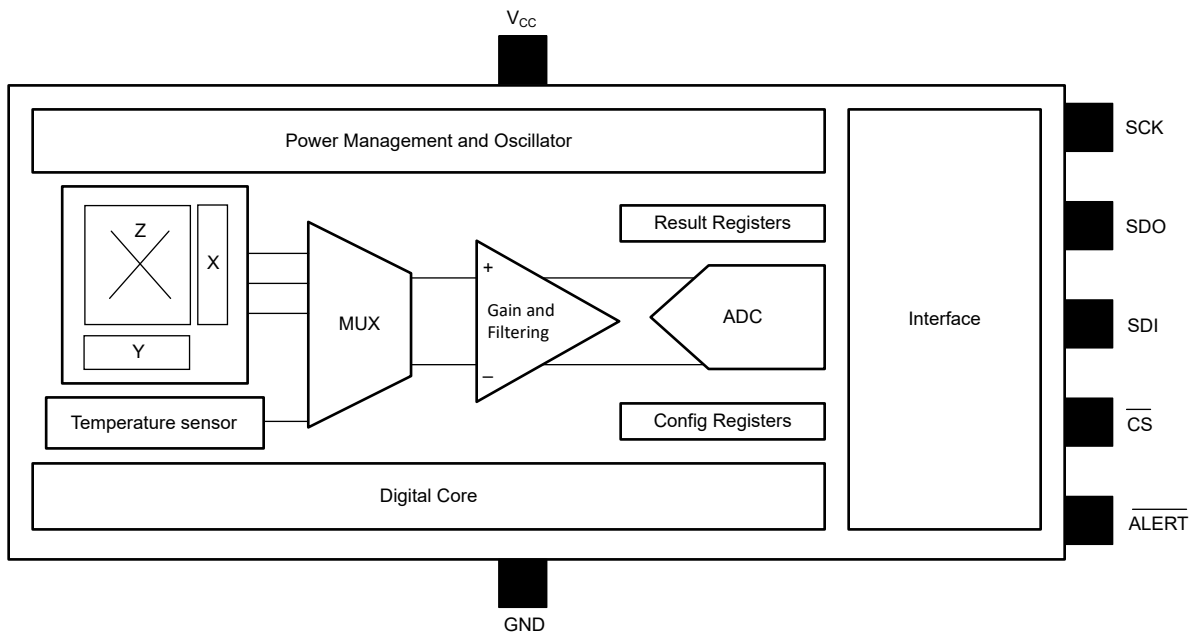 VCC
Power Management and Oscillator
SCK
Z
X
Y
Result Registers
SDO
+
Gain and
Filtering
–
MUX
ADC
Interface
SDI
Temperature sensor
Config Registers
CS
Digital Core
ALERT
GND